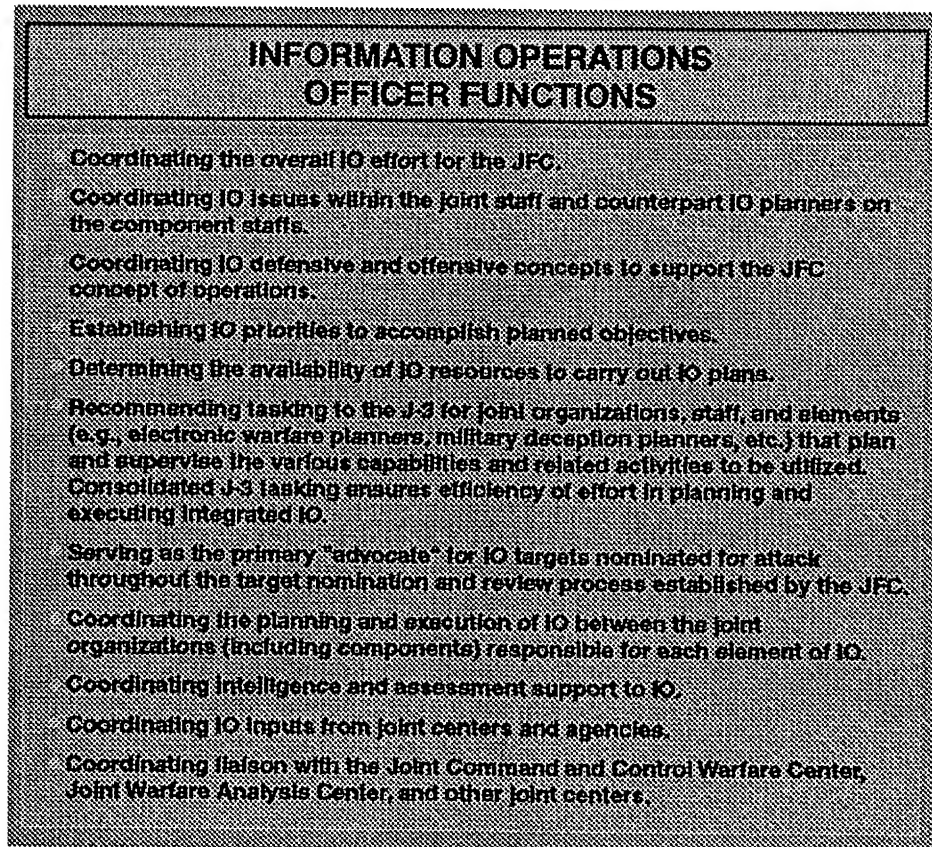 INFORMATION OPERATIONS
OFFICER FUNCTIONS
Coordinating the overall IO effort for the JFC.
Coordinating IO issues within the joint staff and counterpart IO planners on
the component staffs.
Coordinating IO defensive and offensive concepts to support the JFC
concept of operations.
Establishing IO priorities to accomplish planned objectives.
Determining the availability of IO resources to carry out IO plans.
Recommending tasking to the J-3 for joint organizations, staff, and elements
(e.g., electronic warfare planners, military deception planners, etc.) that plan
and supervise the various capabilities and related activities to be utilized.
Consolidated J-3 tasking ensures efficiency of effort in planning and
executing integrated IO.
Serving as the primary "advocate" for IO targets nominated for attack
throughout the target nomination and review process established by the JFC.
Coordinating the planning and execution of IO between the joint
organizations (including components) responsible for each element of IO.
Coordinating intelligence and assessment support to IO.
Coordinating IO inputs from joint centers and agencies.
Coordinating liaison with the Joint Command and Control Warfare Center,
Joint Warfare Analysis Center, and other joint centers.